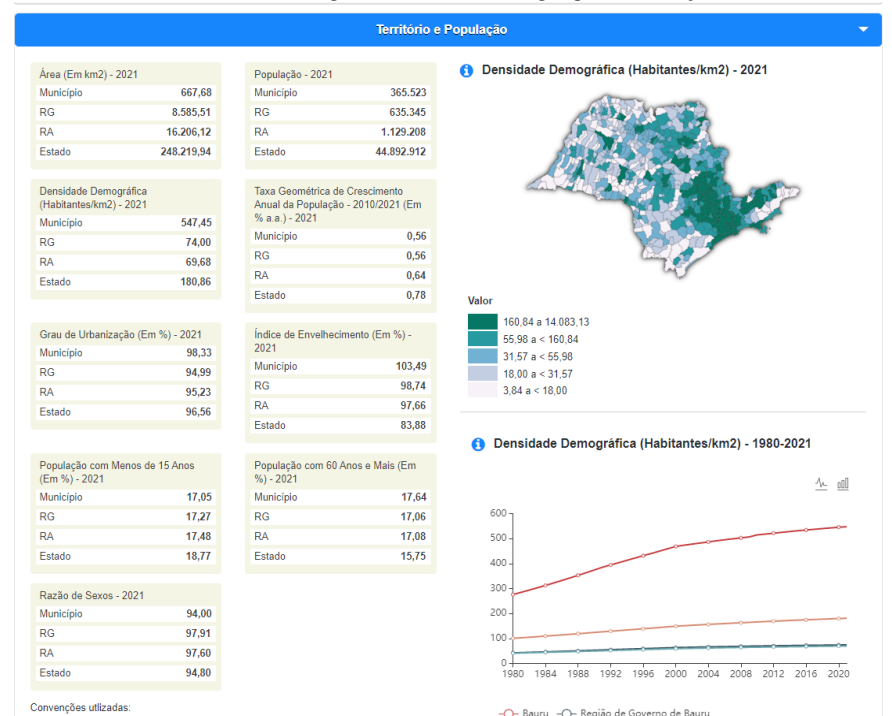 Território e População
Área (Em km2) - 2021
Município 667,68
RG 8.585,51
RA 16.206,12
Estado 248.219,94
População - 2021
Município 365.523
RG 635.345
RA 1.129.208
Estado 44.892.912
Densidade Demográfica
(Habitantes/km2) - 2021
Município 547,45
RG 74,00
RA 69,68
Estado 180,86
Taxa Geométrica de Crescimento
Anual da População - 2010/2021 (Em
% a.a.) - 2021
Município 0,56
RG 0,56
RA 0,64
Estado 0,78
Grau de Urbanização (Em %) - 2021
Município 98,33
RG 94,99
RA 95,23
Estado 96,56
Índice de Envelhecimento (Em %) -
2021
Município 103,49
RG 98,74
RA 97,66
Estado 83,88
População com Menos de 15 Anos
(Em %) - 2021
Município 17,05
RG 17,27
RA 17,48
Estado 18,77
População com 60 Anos e Mais (Em
%) - 2021
Município 17,64
RG 17,06
RA 17,08
Estado 15,75
Razão de Sexos - 2021
Município 94,00
RG 97,91
RA 97,60
Estado 94,80
Convenções utlizadas:
Densidade Demográfica (Habitantes/km2) - 2021
Valor
160,84 a 14.083,13
55,98 a < 160,84
31,57 a < 55,98
18,00 a < 31,57
3,84 a < 18,00
Densidade Demográfica (Habitantes/km2) - 1980-2021
600
500
400
300
200
100
0
1980 1984 1988 1992 1996 2000 2004 2008 2012 2016 2020
Bauru Região de Governo de Bauru